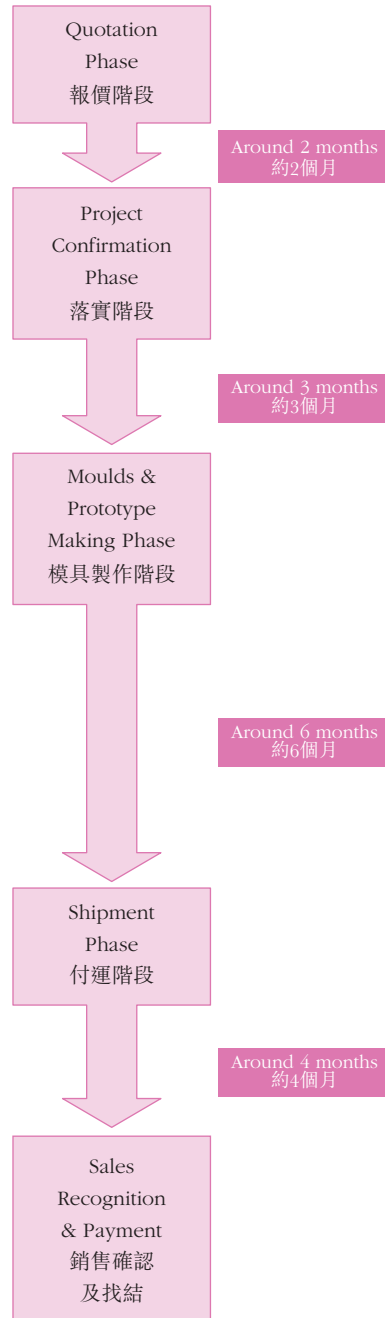 Quotation
Phase
報價階段
Around 2 months
約2個月
Project
Confirmation
Phase
落實階段
Around 3 months
約3個月
Moulds &
Prototype
Making Phase
模具製作階段
Around 6 months
約6個月
Shipment
Phase
付運階段
Around 4 months
約4個月
Sales
Recognition
& Payment
銷售確認
及找結